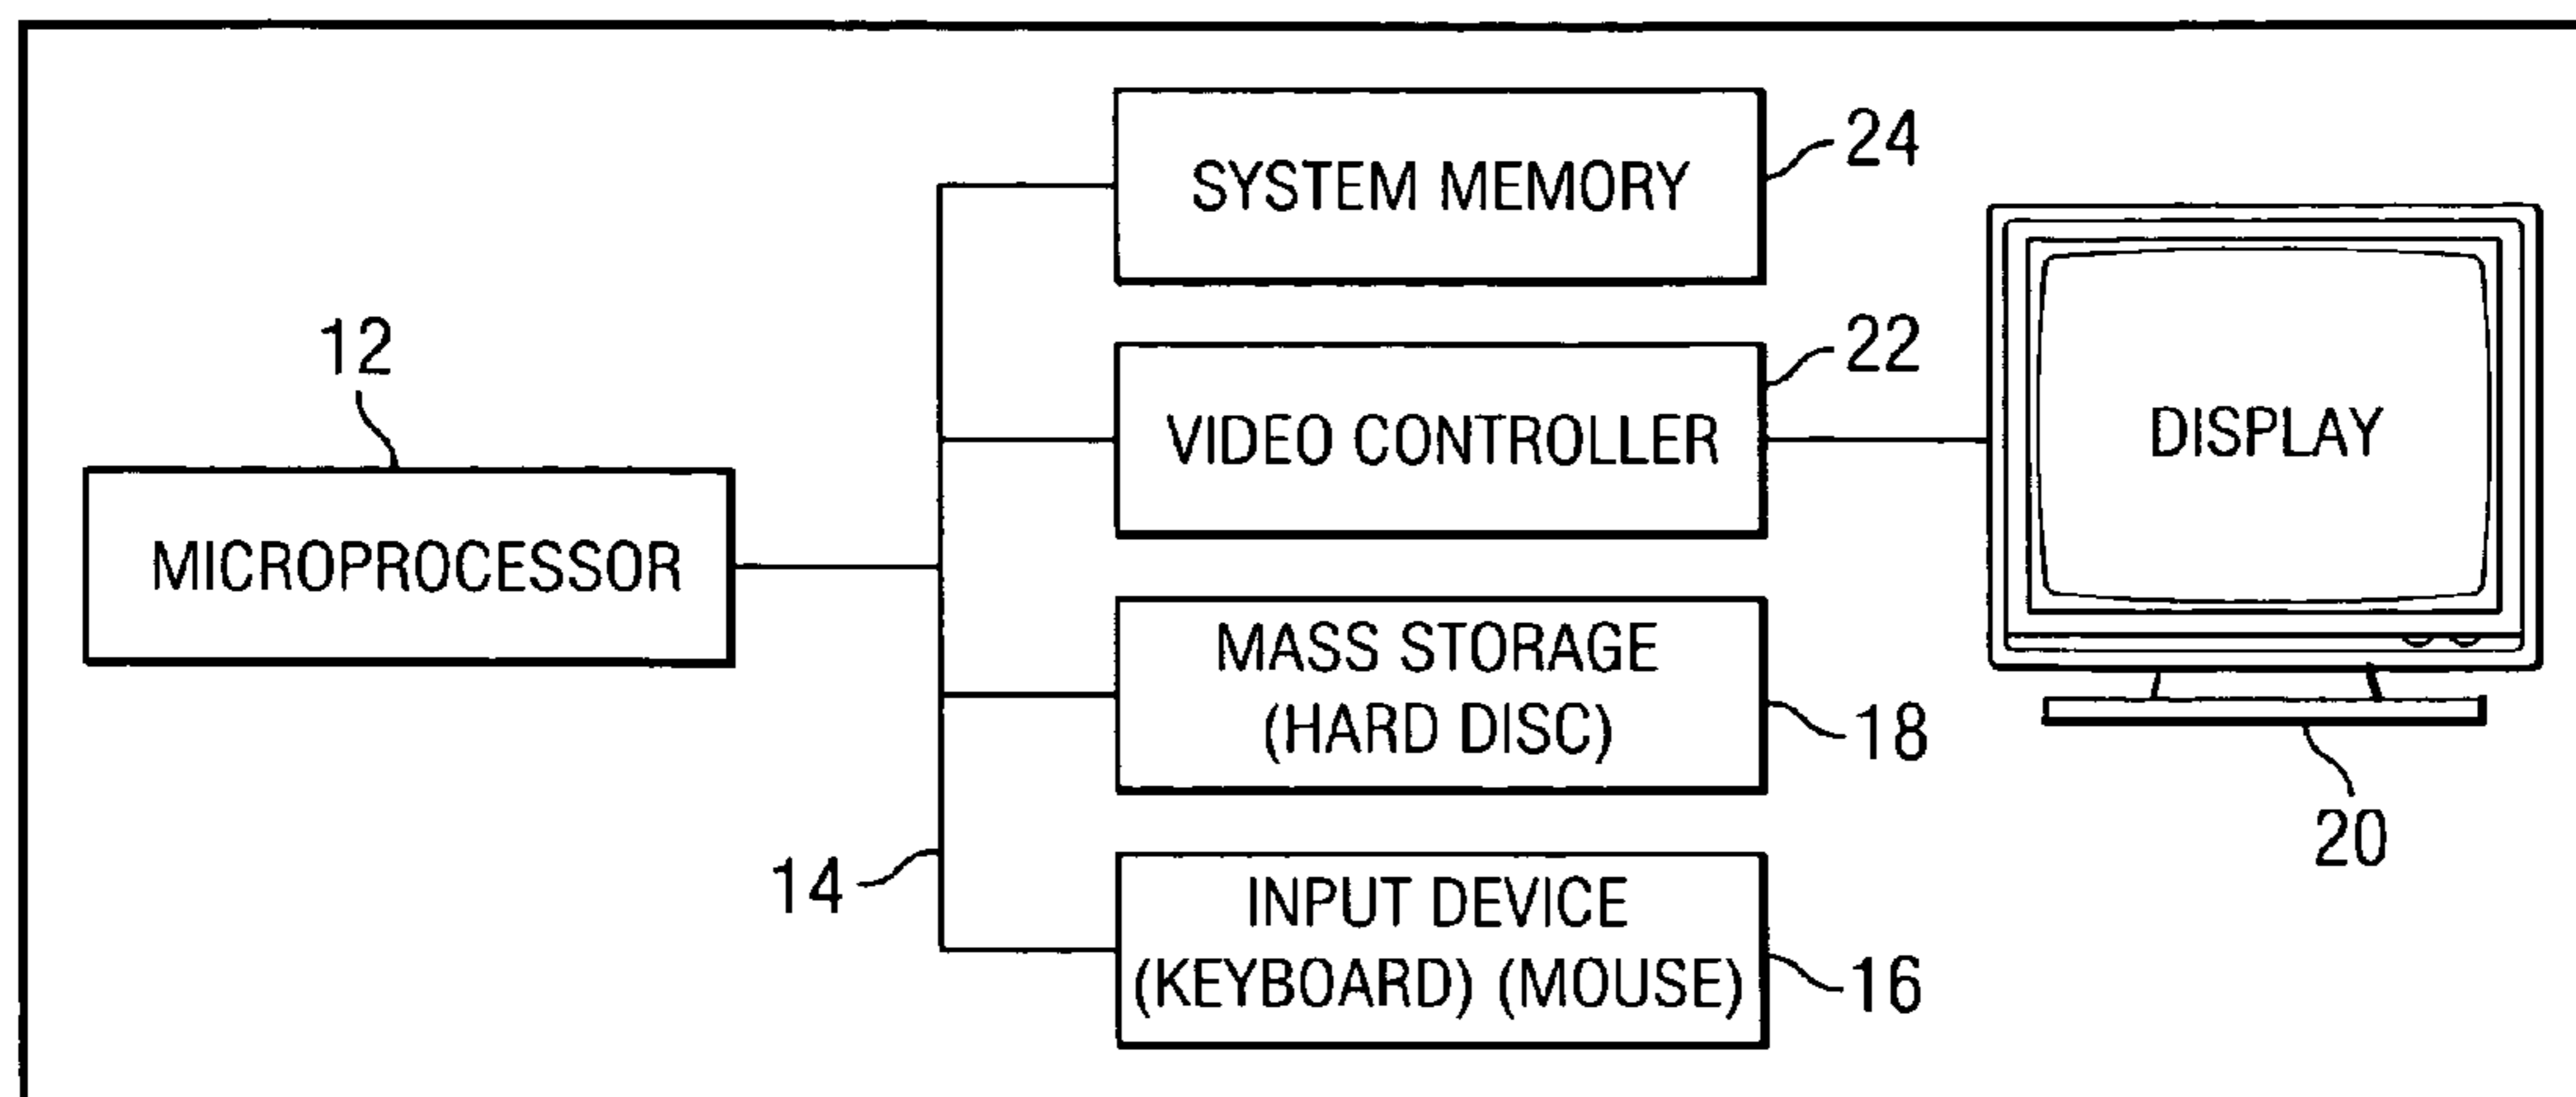 24
SYSTEM MEMORY
12
22
MICROPROCESSOR
VIDEO CONTROLLER
DISPLAY
MASS STORAGE
(HARD DISC)
18
20
14
INPUT DEVICE
(KEYBOARD) (MOUSE)
16